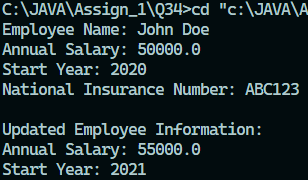 C:\JAVA\Assign_1\Q34>cd "c:\JAVA\A
Employee Name: John Doe
Annual Salary: 50000.0
Start Year: 2020
National Insurance Number: ABC123
Updated Employee Information:
Annual Salary: 55000.0
Start Year: 2021